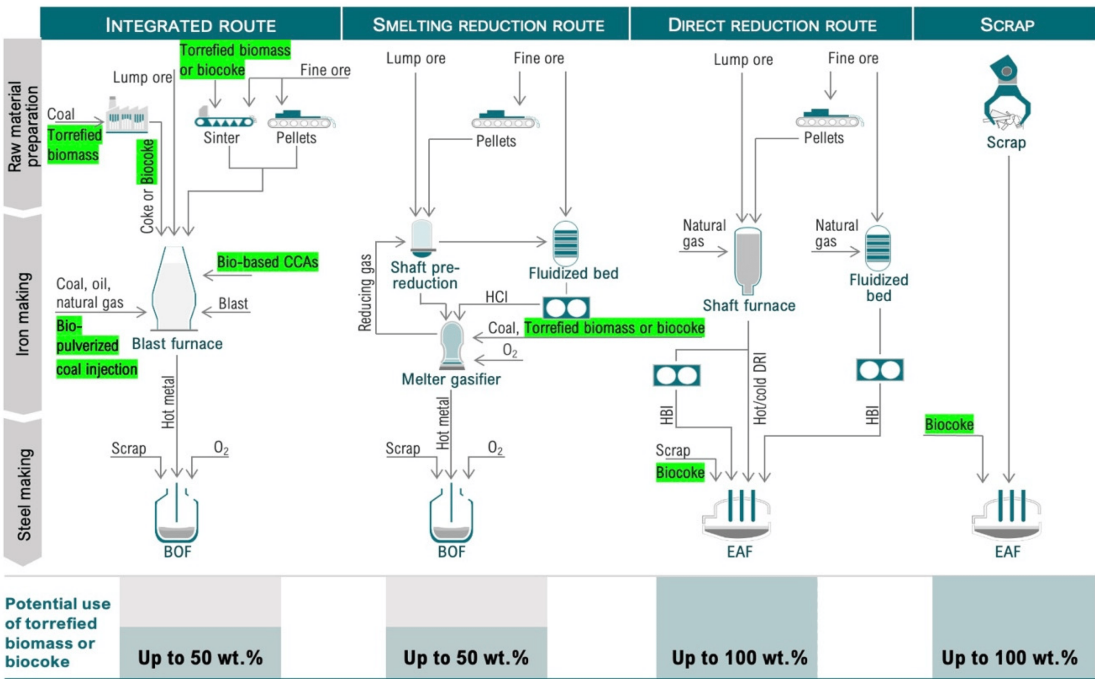 INTEGRATED ROUTE
SMELTING REDUCTION ROUTE
DIRECT REDUCTION ROUTE
SCRAP
Raw material
preparation
Iron making
Steel making
Torrefied biomass
or biocoke
Fine ore
Lump ore
Coal
Torrefied
biomass
Sinter
Pellets
Coke or Biocoke
Bio-based CCAs
Coal, oil,
natural gas
Bio-
pulverized
coal injection
Blast
Blast furnace
Hot metal
Scrap
O2
BOF
Lump ore
Fine ore
Pellets
Reducing gas
Shaft pre-
reduction
Fluidized bed
HCI
Coal, Torrefied biomass or biocoke
O2
Melter gasifier
Hot metal
Scrap
O2
BOF
Lump ore
Fine ore
Pellets
Natural
gas
Natural
gas
Shaft furnace
Fluidized
bed
HBI
Hot/cold DRI
HBI
Scrap
Biocoke
EAF
Scrap
Biocoke
EAF
Potential use
of torrefied
biomass or
biocoke
Up to 50 wt.%
Up to 50 wt.%
Up to 100 wt.%
Up to 100 wt.%